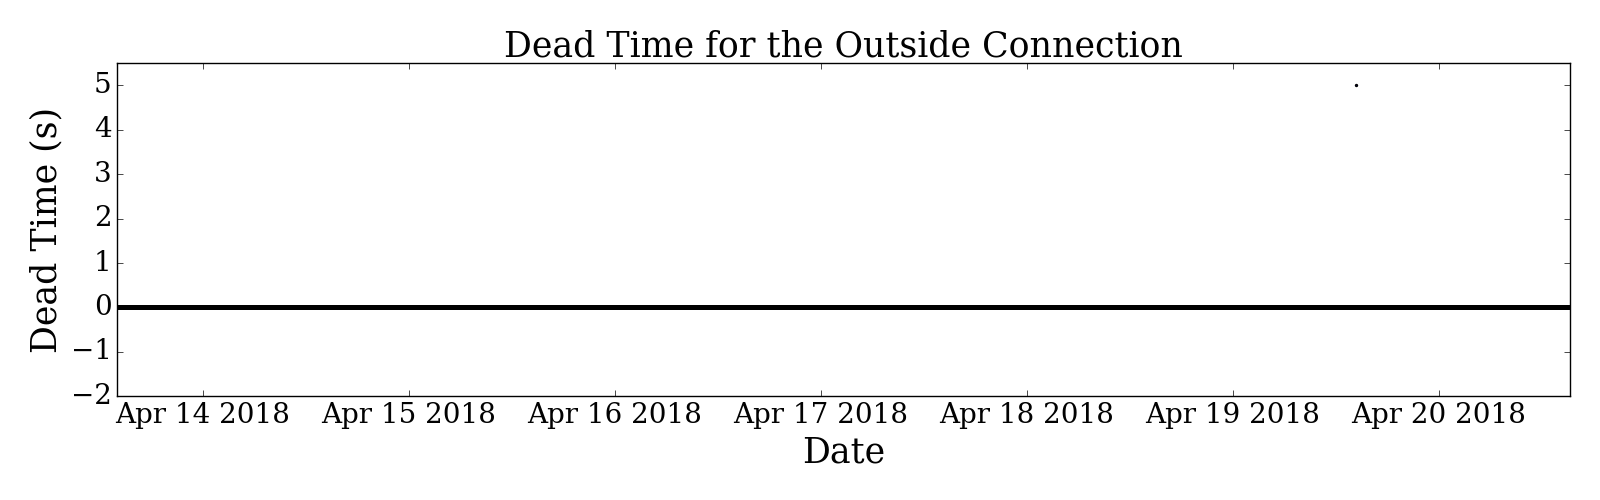 Dead Time for the Outside Connection
Dead Time (s)
5
4
3
2
1
0
−1
−2
Apr 14 2018 Apr 15 2018 Apr 16 2018 Apr 17 2018 Apr 18 2018 Apr 19 2018 Apr 20 2018
Date